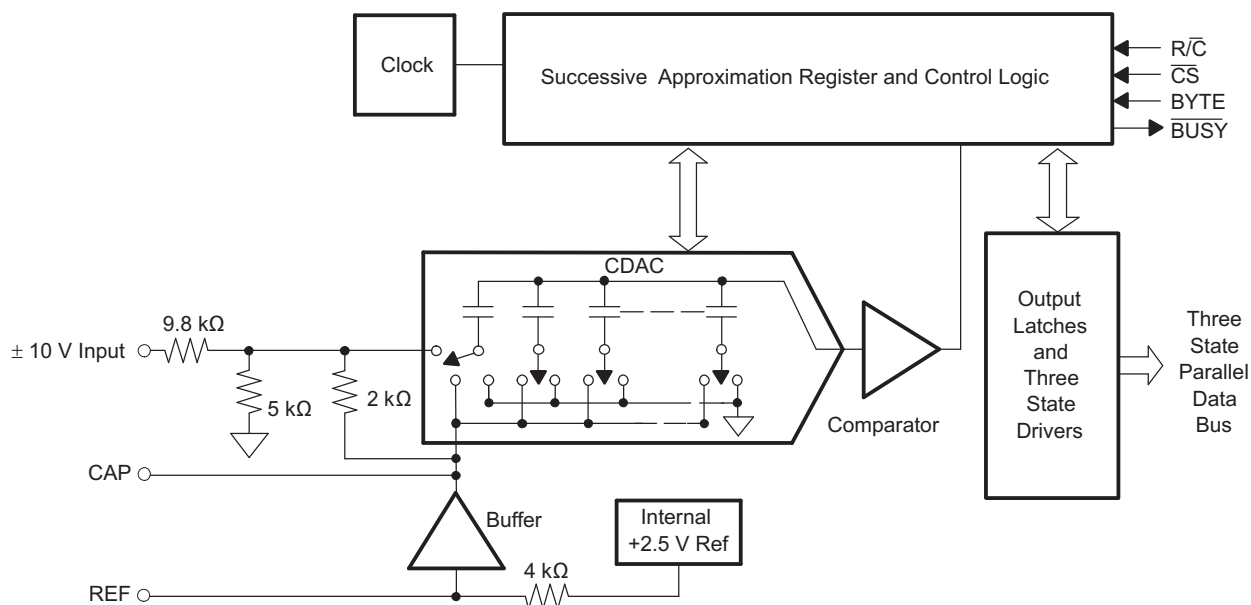 Clock
Successive Approximation Register and Control Logic
R/C̅
C̅S̅
BYTE
B̅U̅S̅Y̅
CDAC
9.8 kΩ
± 10 V Input
5 kΩ
2 kΩ
Comparator
Output
Latches
and
Three
State
Drivers
Three
State
Parallel
Data
Bus
CAP
Buffer
Internal
+2.5 V Ref
4 kΩ
REF